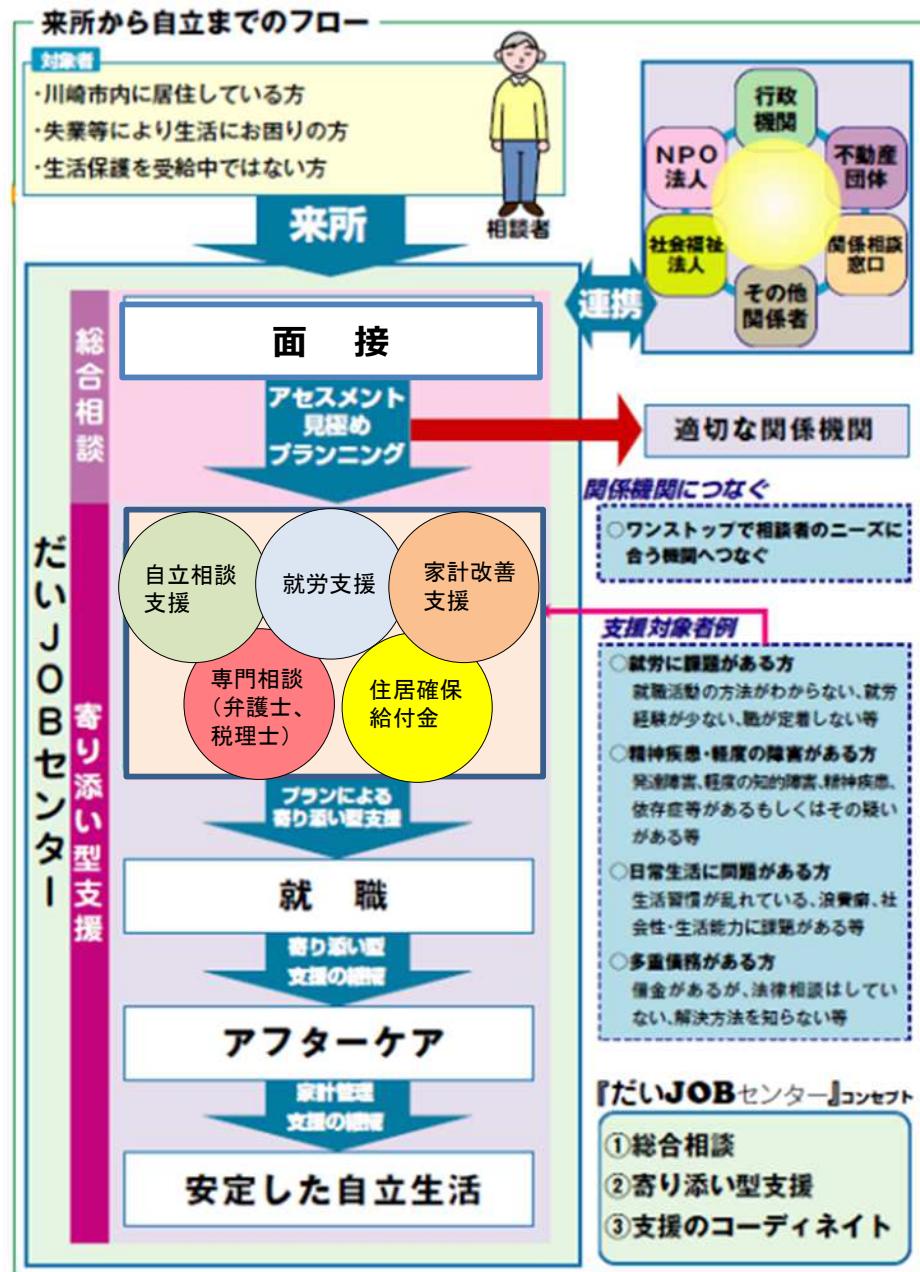 来所から自立までのフロー
対象者
・川崎市内に居住している方
・失業等により生活にお困りの方
・生活保護を受給中ではない方
相談者
来所
行政
機関
NPO
法人
不動産
団体
社会福祉
法人
関係相談
窓口
その他
関係者
連携
だいJOBセンター
総合相談
面 接
アセスメント
見極め
プランニング
適切な関係機関
関係機関につなぐ
○ワンストップで相談者のニーズに
合う機関へつなぐ
寄り添い型支援
自立相談
支援
就労支援
家計改善
支援
専門相談
（弁護士、
税理士）
住居確保
給付金
支援対象者例
○就労に課題がある方
就職活動の方法がわからない、就労
経験が少ない、職が定着しない等
○精神疾患・軽度の障害がある方
発達障害、軽度の知的障害、精神疾患、
依存症等があるもしくはその疑い
がある等
○日常生活に問題がある方
生活習慣が乱れている、浪費癖、社
会性・生活能力に課題がある等
○多重債務がある方
借金があるが、法律相談はしてい
ない、解決方法を知らない等
プランによる
寄り添い型支援
就 職
寄り添い型
支援の継続
アフターケア
家計管理
支援の継続
安定した自立生活
『だいJOBセンター』コンセプト
①総合相談
②寄り添い型支援
③支援のコーディネイト